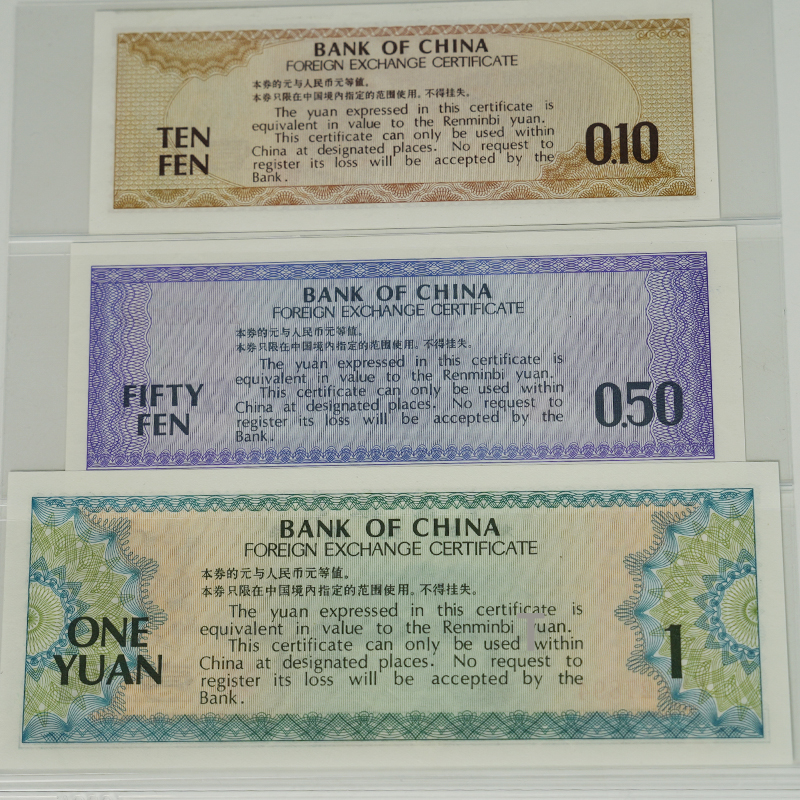 BANK OF CHINA
FOREIGN EXCHANGE CERTIFICATE
本券的元与人民币元等值。
本券只限在中国境内指定的范围使用。不得挂失。
The yuan expressed in this certificate is
equivalent in value to the Renminbi yuan.
This certificate can only be used within
China at designated places. No request to
register its loss will be accepted by the
Bank.
TEN
FEN
0.10
BANK OF CHINA
FOREIGN EXCHANGE CERTIFICATE
本券的元与人民币元等值。
本券只限在中国境内指定的范围使用。不得挂失。
The yuan expressed in this certificate is
equivalent in value to the Renminbi yuan.
This certificate can only be used within
China at designated places. No request to
register its loss will be accepted by the
Bank.
FIFTY
FEN
0.50
BANK OF CHINA
FOREIGN EXCHANGE CERTIFICATE
本券的元与人民币元等值。
本券只限在中国境内指定的范围使用。不得挂失。
The yuan expressed in this certificate is
equivalent in value to the Renminbi yuan.
This certificate can only be used within
China at designated places. No request to
register its loss will be accepted by the
Bank.
ONE
YUAN
1